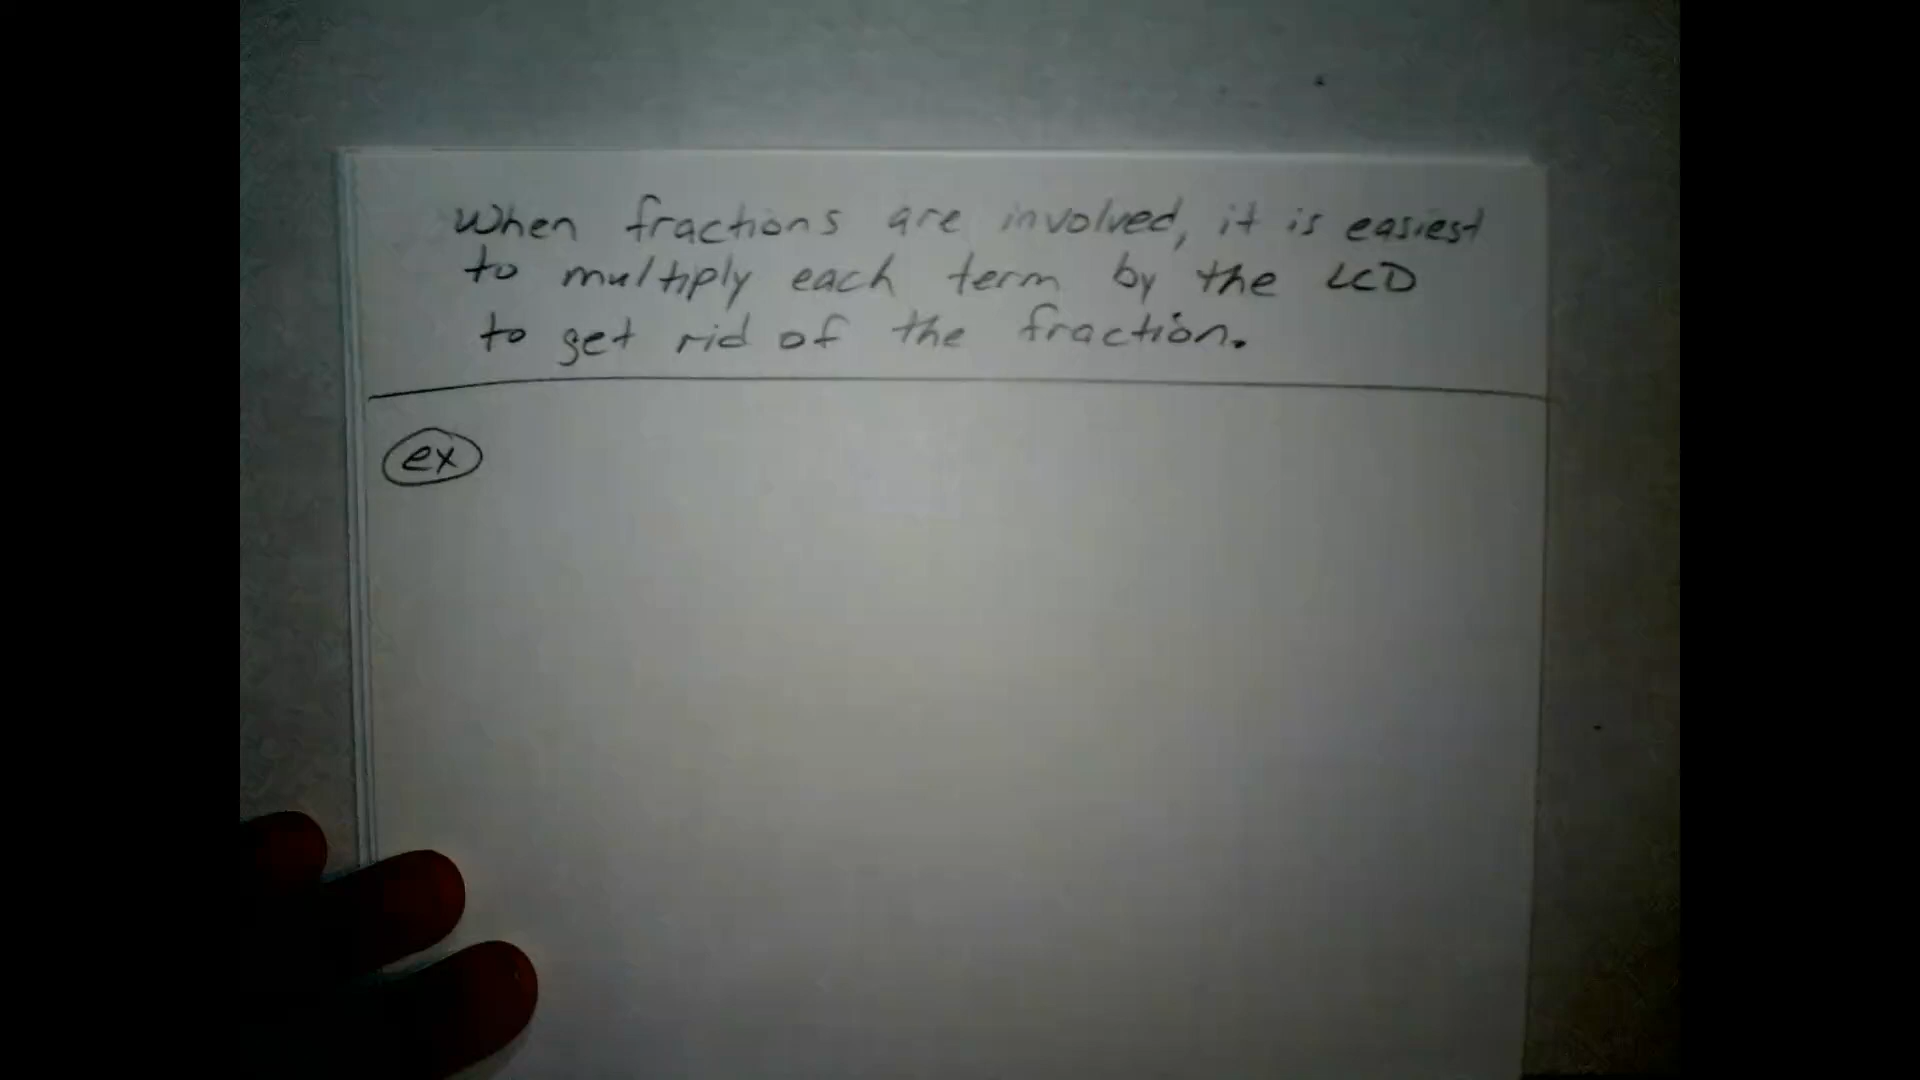 When fractions are involved, it is easiest
to multiply each term by the LCD
to get rid of the fraction.
ex